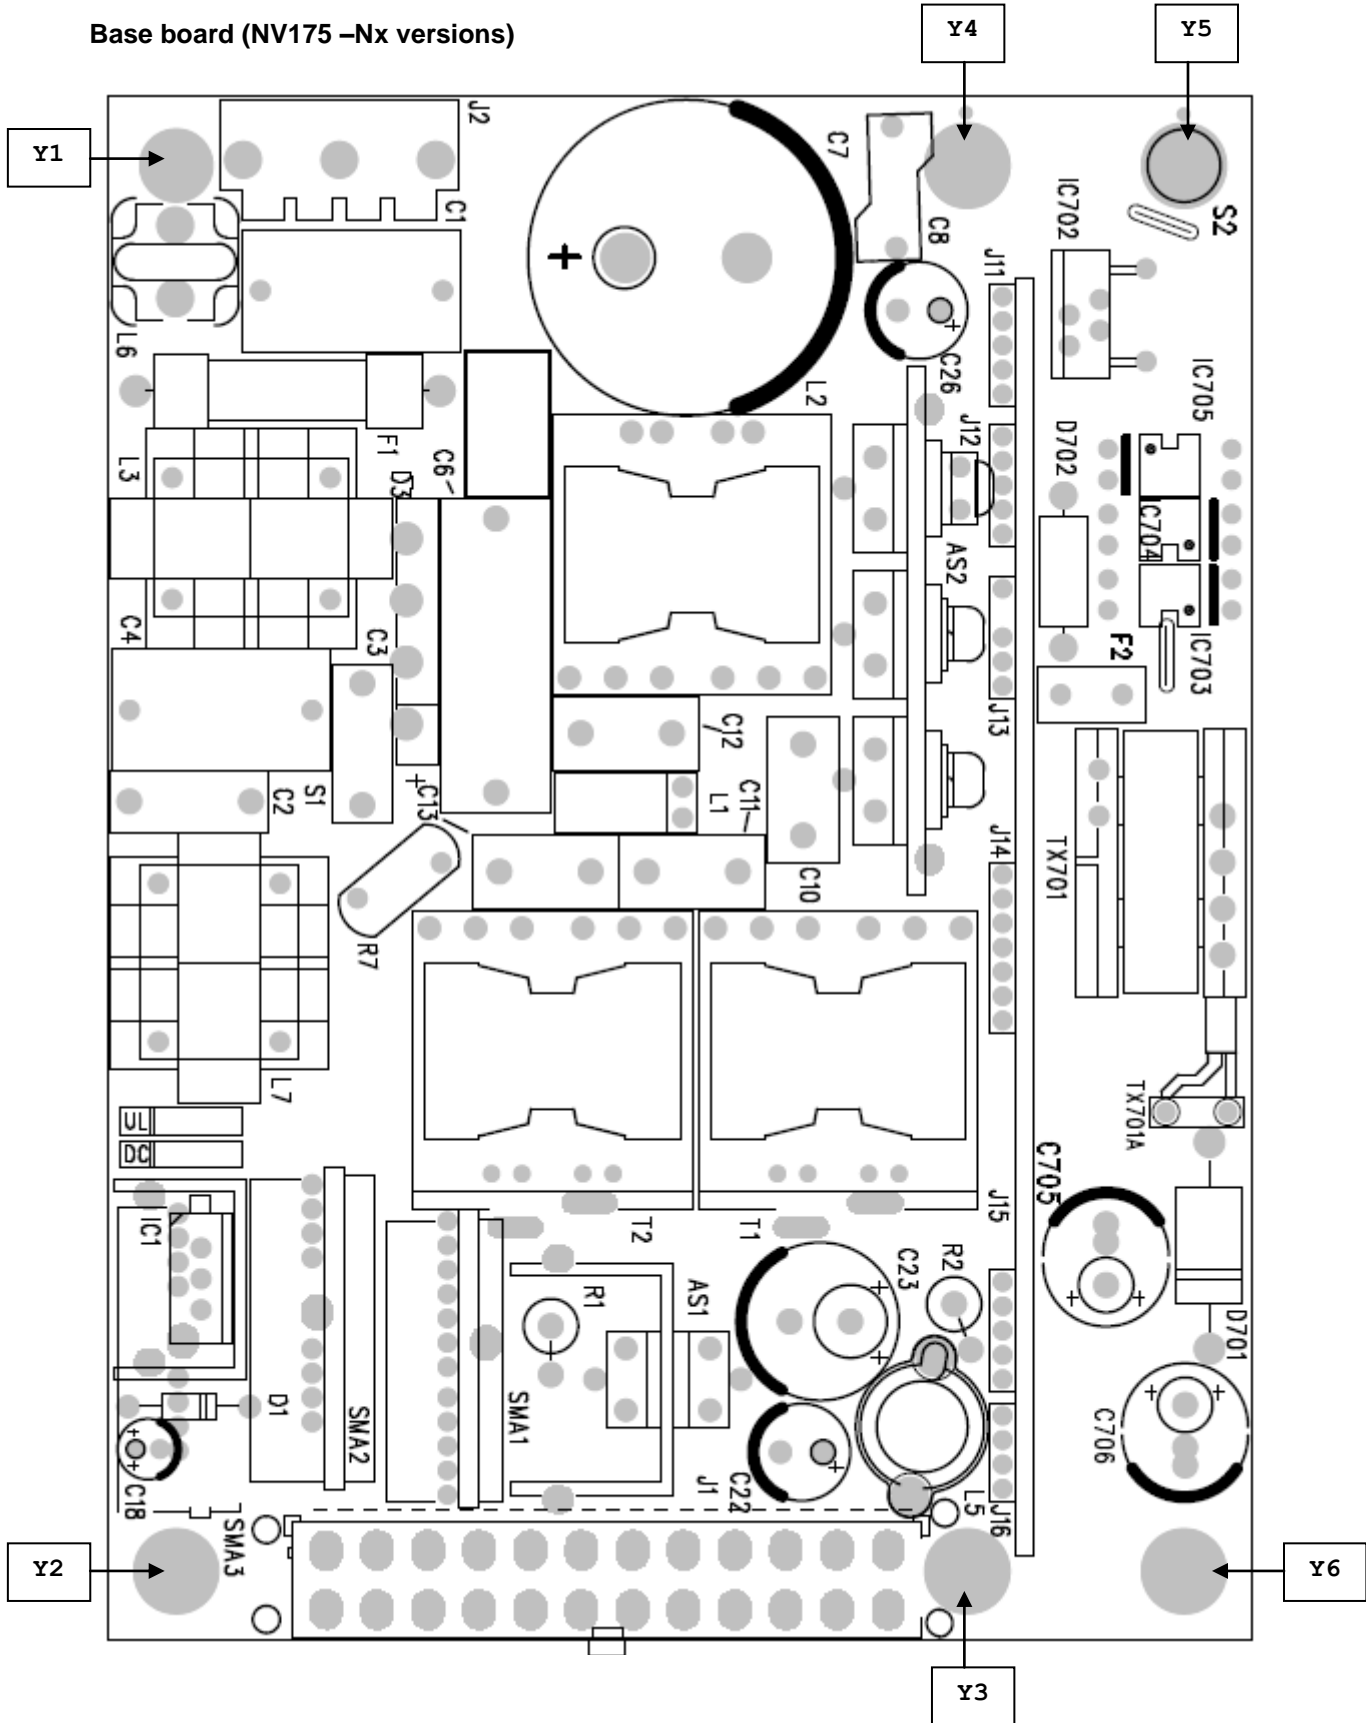 Base board (NV175 –Nx versions)
Y4
Y5
Y1
J2
C7
C1
C8
IC702
S2
J11
L6
C26
IC705
L2
F1
J12
D702
L3
C6
D3
IC704
AS2
C4
C3
F2
IC703
J13
C12
S1
C2
+
C13
L1
C11
J14
TX701
C10
R7
L7
UL
DC
TX701A
C705
IC1
J15
T2
T1
C23
R2
R1
AS1
D701
D1
SMA2
SMA1
C706
C18
J1
C22
L5
J16
SMA3
Y2
Y6
Y3